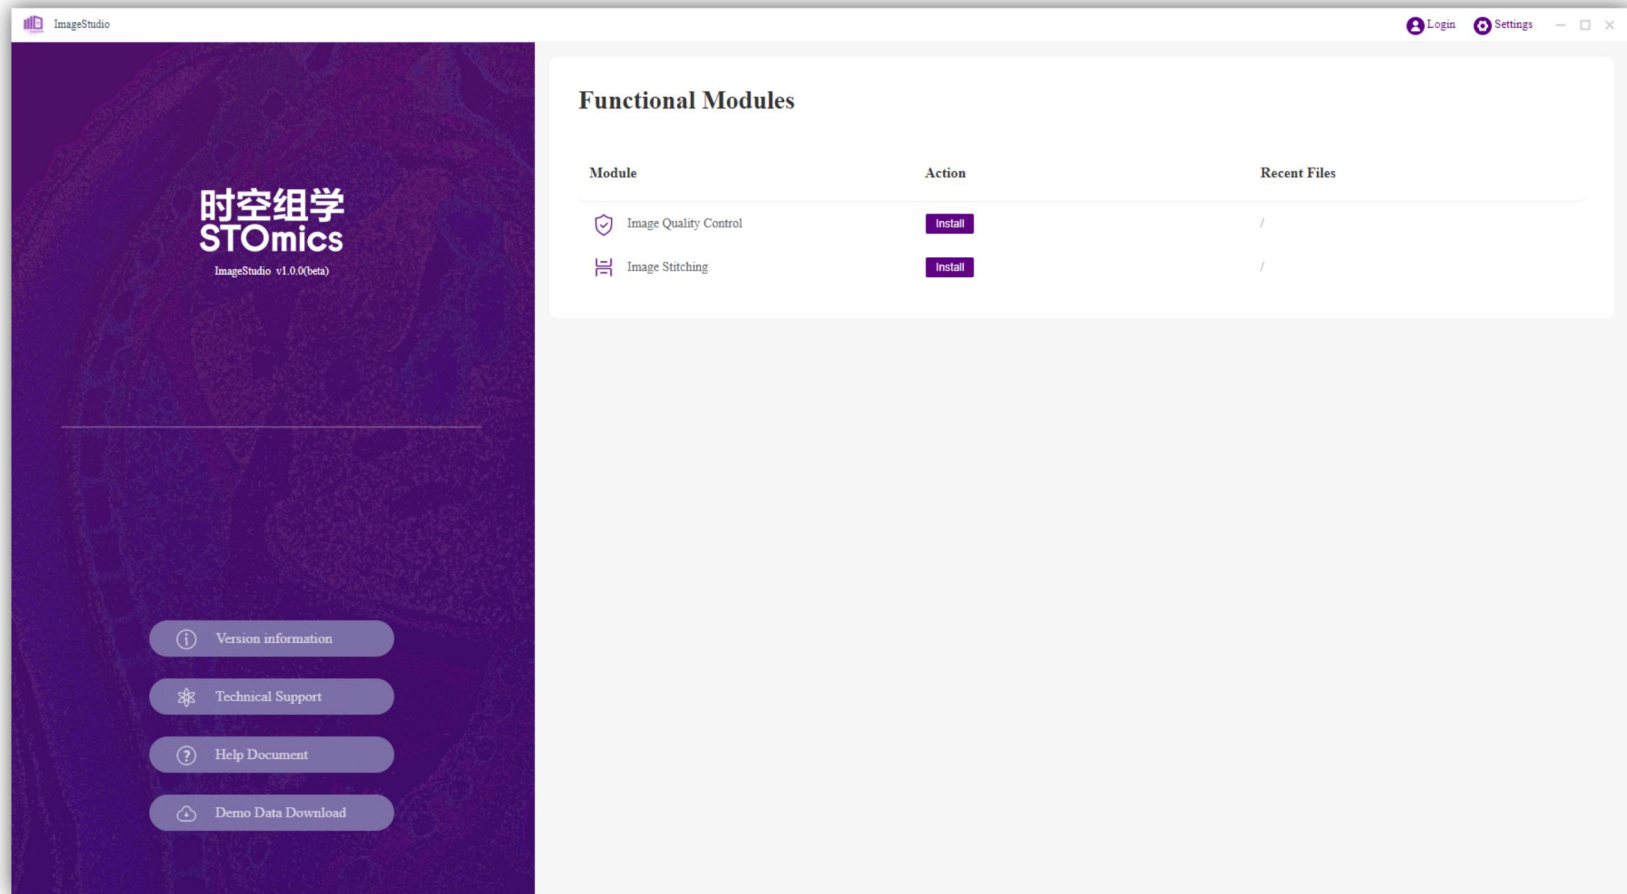 ImageStudio
Login
Settings
时空组学
STOmics
ImageStudio v1.0.0(beta)
Version information
Technical Support
Help Document
Demo Data Download
Functional Modules
Module Action Recent Files
Image Quality Control Install /
Image Stitching Install /